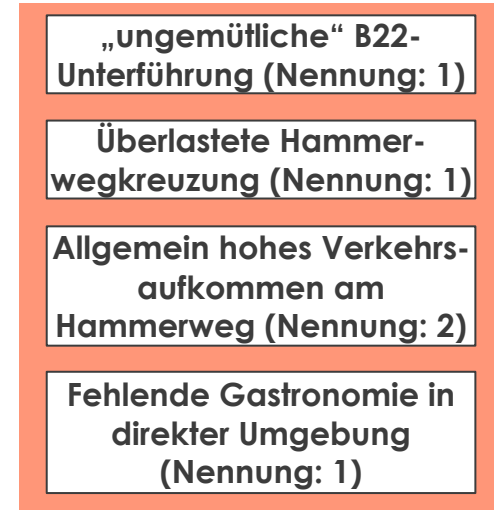 „ungemütliche“ B22-
Unterführung (Nennung: 1)
Überlastete Hammer-
wegkreuzung (Nennung: 1)
Allgemein hohes Verkehrs-
aufkommen am
Hammerweg (Nennung: 2)
Fehlende Gastronomie in
direkter Umgebung
(Nennung: 1)